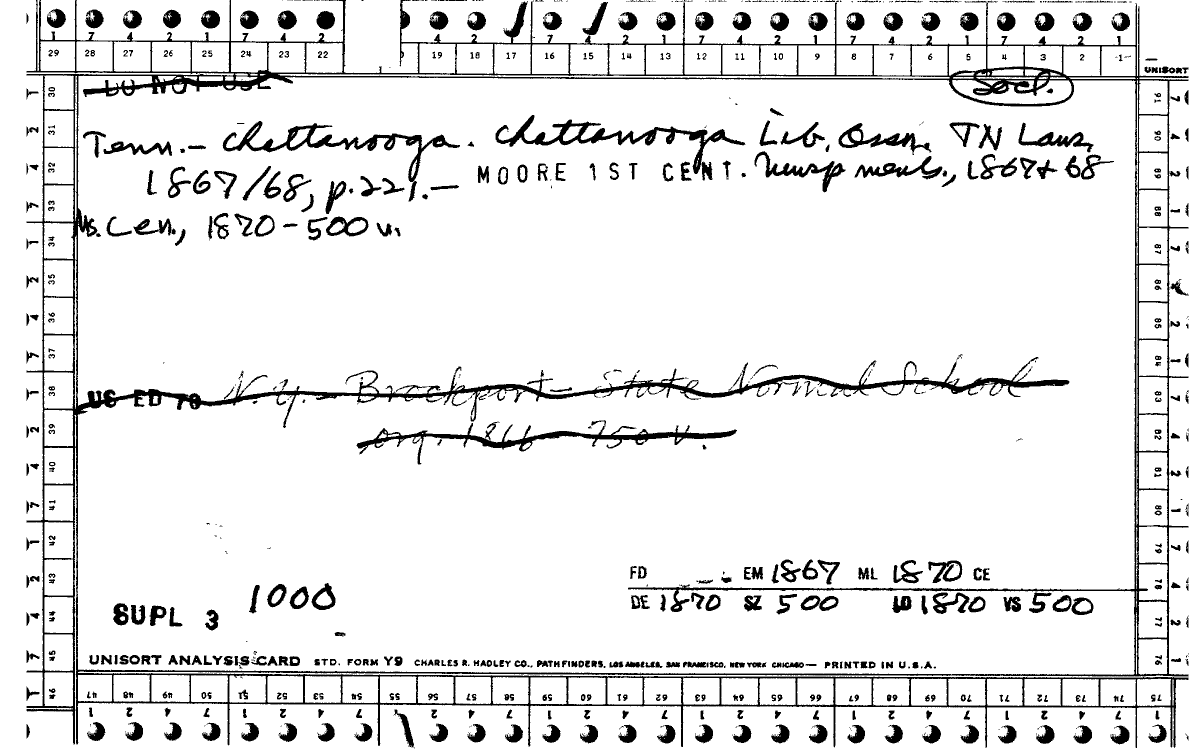 1 7 4 2 1 7 4 2 4 2 1 7 4 2 1 7 4 2 1 7 4 2 1 7 4 2 1
29 28 27 26 25 24 23 22 19 18 17 16 15 14 13 12 11 10 9 8 7 6 5 4 3 2 1
UNISORT
DO NOT USE
Socl.
Tenn. - Chattanooga. Chattanooga Lib. Assn. TN Laws,
1867/68, p. 221. - MOORE 1ST CENT. Newsp ments., 1867 + 68
Ms. Cen., 1870 - 500 v.
US ED 70 N.Y. - Brockport - State Normal School
org. 1866 - 750 v.
FD EM 1867 ML 1870 CE
SUPL 3 1000
DE 1870 SZ 500 LD 1870 VS 500
UNISORT ANALYSIS CARD STD. FORM Y9 CHARLES R. HADLEY CO., PATHFINDERS, LOS ANGELES, SAN FRANCISCO, NEW YORK CHICAGO — PRINTED IN U.S.A.
30 31 32 33 34 35 36 37 38 39 40 41 42 43 44 45 46
91 90 89 88 87 86 85 84 83 82 81 80 79 78 77 76
47 48 49 50 51 52 53 54 55 56 57 58 59 60 61 62 63 64 65 66 67 68 69 70 71 72 73 74 75